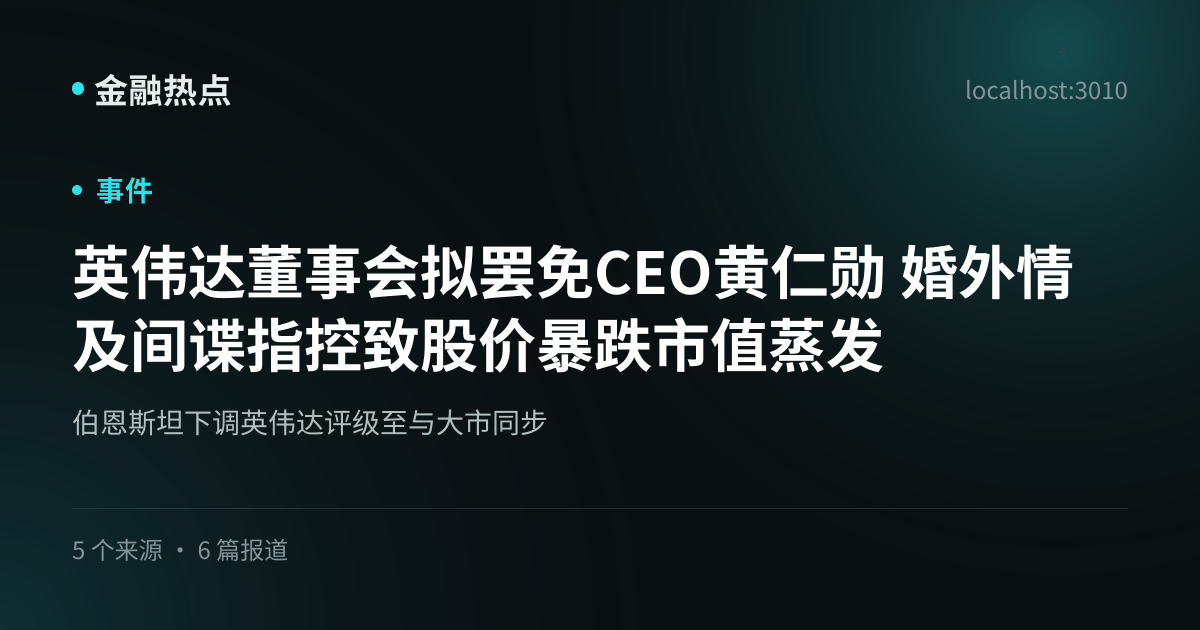 金融热点
localhost:3010
事件
英伟达董事会拟罢免CEO黄仁勋 婚外情
及间谍指控致股价暴跌市值蒸发
伯恩斯坦下调英伟达评级至与大市同步
5 个来源 · 6 篇报道